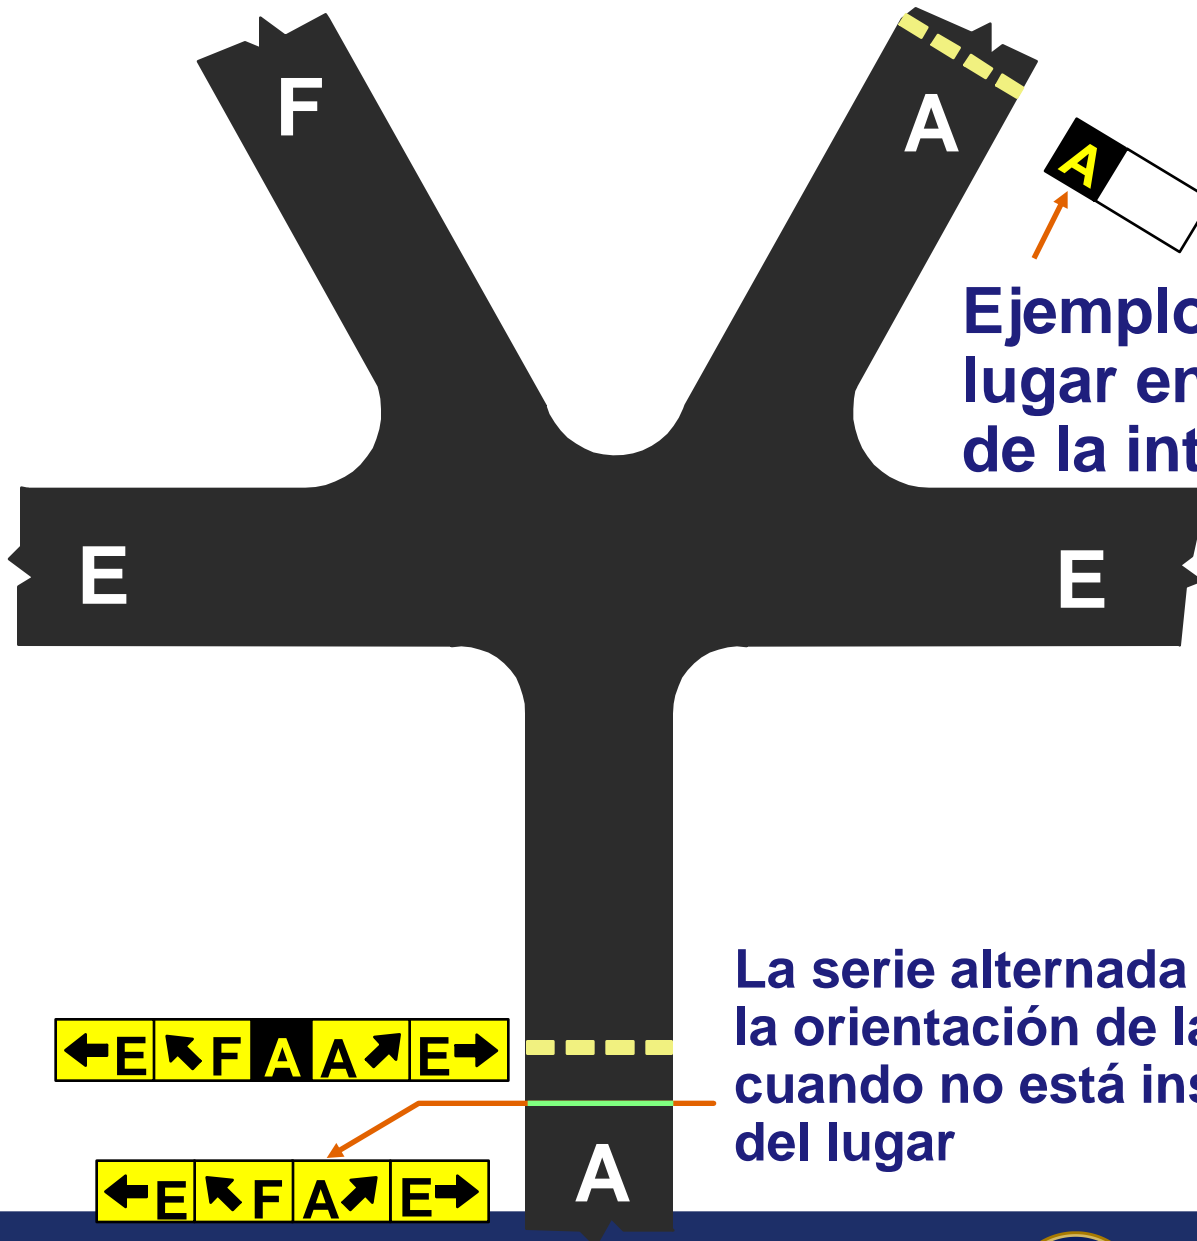 F
A
A
Ejemplo
lugar en
de la int
E
E
La serie alternada
la orientación de la
cuando no está ins
del lugar
←E ↖F A A↗ E→
A
←E ↖F A↗ E→